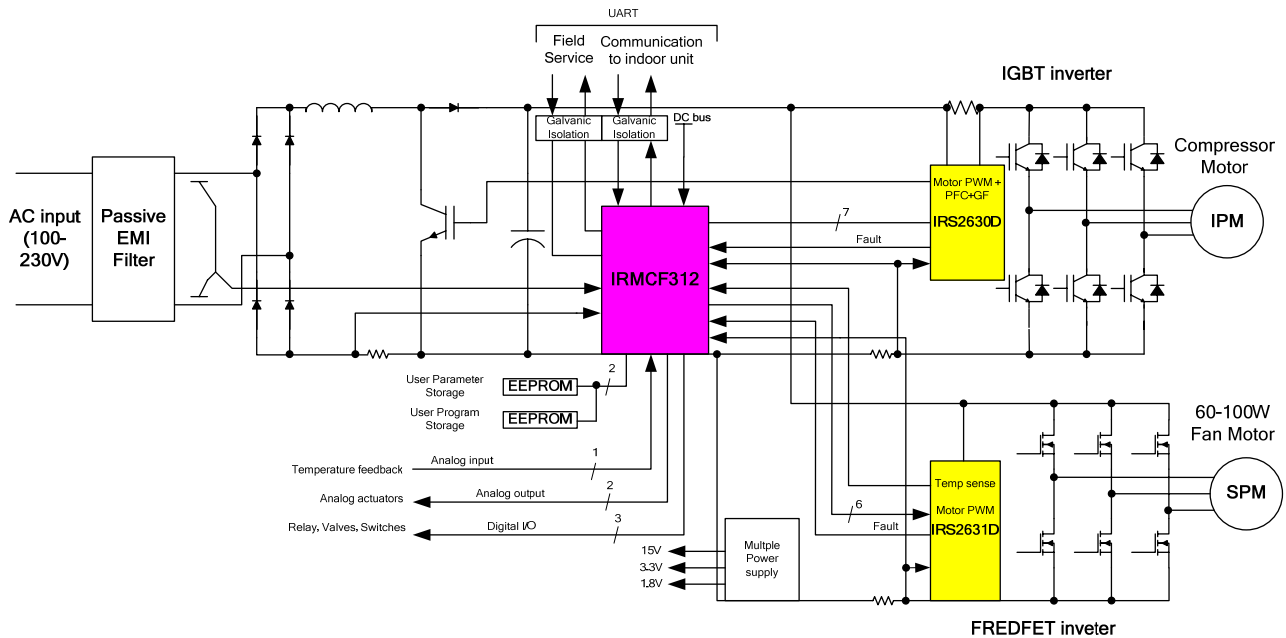 UART
Field
Service
Communication
to indoor unit
IGBT inverter
Galvanic
Isolation
Galvanic
Isolation
DC bus
Compressor
Motor
AC input
(100-
230V)
Passive
EMI
Filter
Motor PWM +
PFC+GF
IRS2630D
IPM
7
Fault
IRMCF312
User Parameter
Storage
EEPROM
2
User Program
Storage
EEPROM
60-100W
Fan Motor
Temperature feedback
Analog input
1
Analog actuators
Analog output
2
Relay, Valves, Switches
Digital I/O
3
Temp sense
6
Motor PWM
IRS2631D
Fault
SPM
15V
3.3V
1.8V
Multple
Power
supply
FREDFET inveter